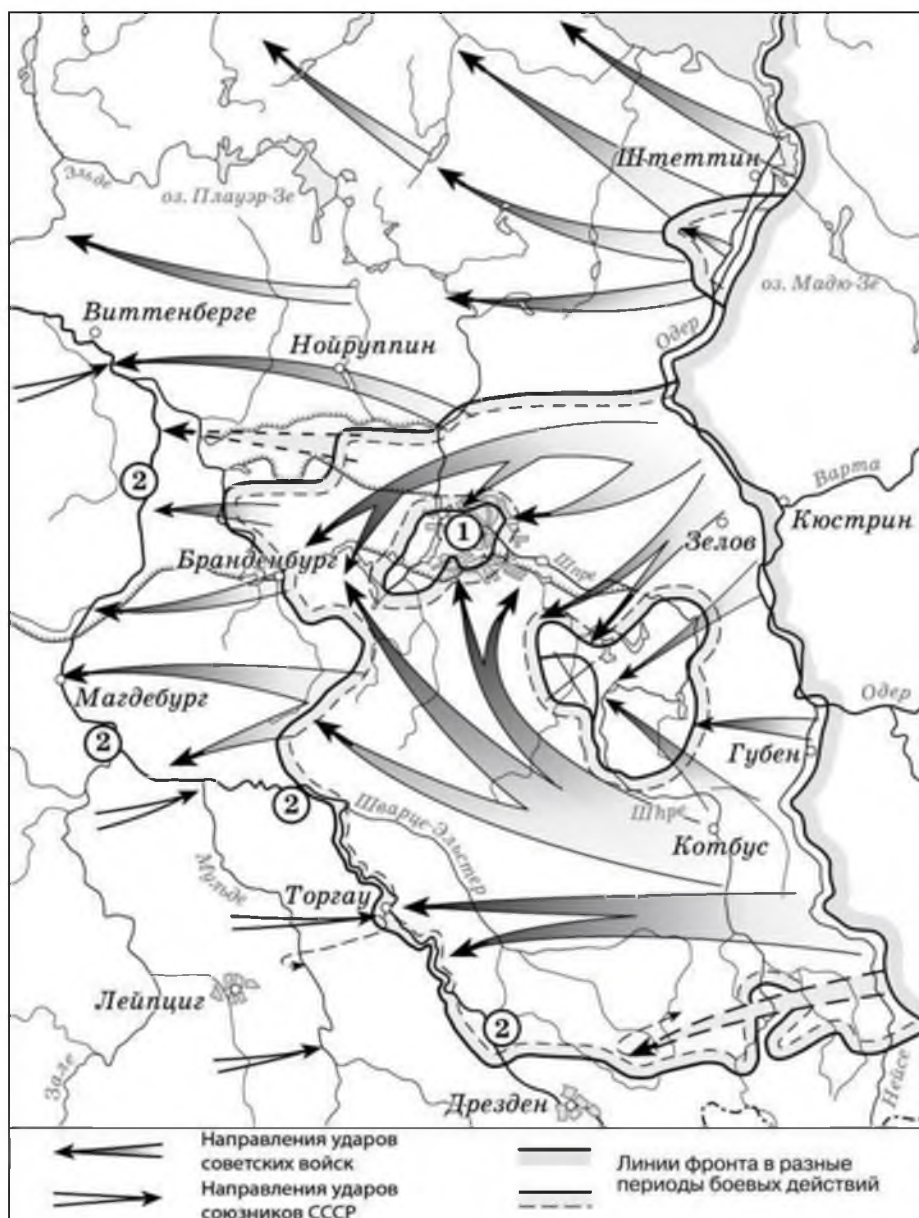 Штеттин
Эльде
оз. Плауэр-Зе
оз. Мадю-Зе
Виттенберге
Одер
Нойруппин
Варта
2
Кюстрин
1
Зелов
Бранденбург
Шпре
Магдебург
Одер
2
Губен
2
Шварце-Эльстер
Шпре
Котбус
Мульде
Торгау
Лейпциг
2
Заале
Дрезден
Нейсе
Направления ударов
советских войск
Направления ударов
союзников СССР
Линии фронта в разные
периоды боевых действий